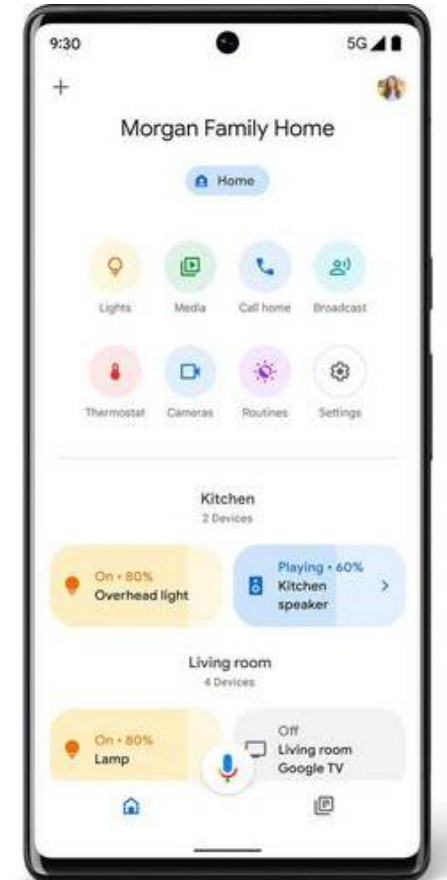 9:30 5G
Morgan Family Home
Home
Lights Media Call home Broadcast
Thermostat Cameras Routines Settings
Kitchen
2 Devices
On • 80%
Overhead light
Playing • 60%
Kitchen
speaker
Living room
4 Devices
On • 80%
Lamp
Off
Living room
Google TV